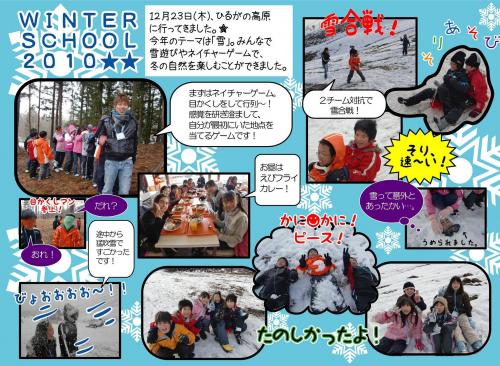 WINTER
SCHOOL
2010★★
12月23日(木)、ひるがの高原
に行ってきました。★
今年のテーマは「雪」。みんなで
雪遊びやネイチャーゲームで、
冬の自然を楽しむことができました。
雪合戦！
そりあそび
まずはネイチャーゲーム。
目かくしをして行列〜！
感覚を研ぎ澄まして、
自分が最初にいた地点を
当てるゲームです！
２チーム対抗で
雪合戦！
そり、
速〜い！
お昼は
えびフライ
カレー！
目かくしマン
参上！
だれ？
おれ！
途中から
猛吹雪で
すごかった
です！
雪って意外と
あったかい…。
うめられました。
かに かに！
ピース！
びょおおおお〜！！
たのしかったよ！